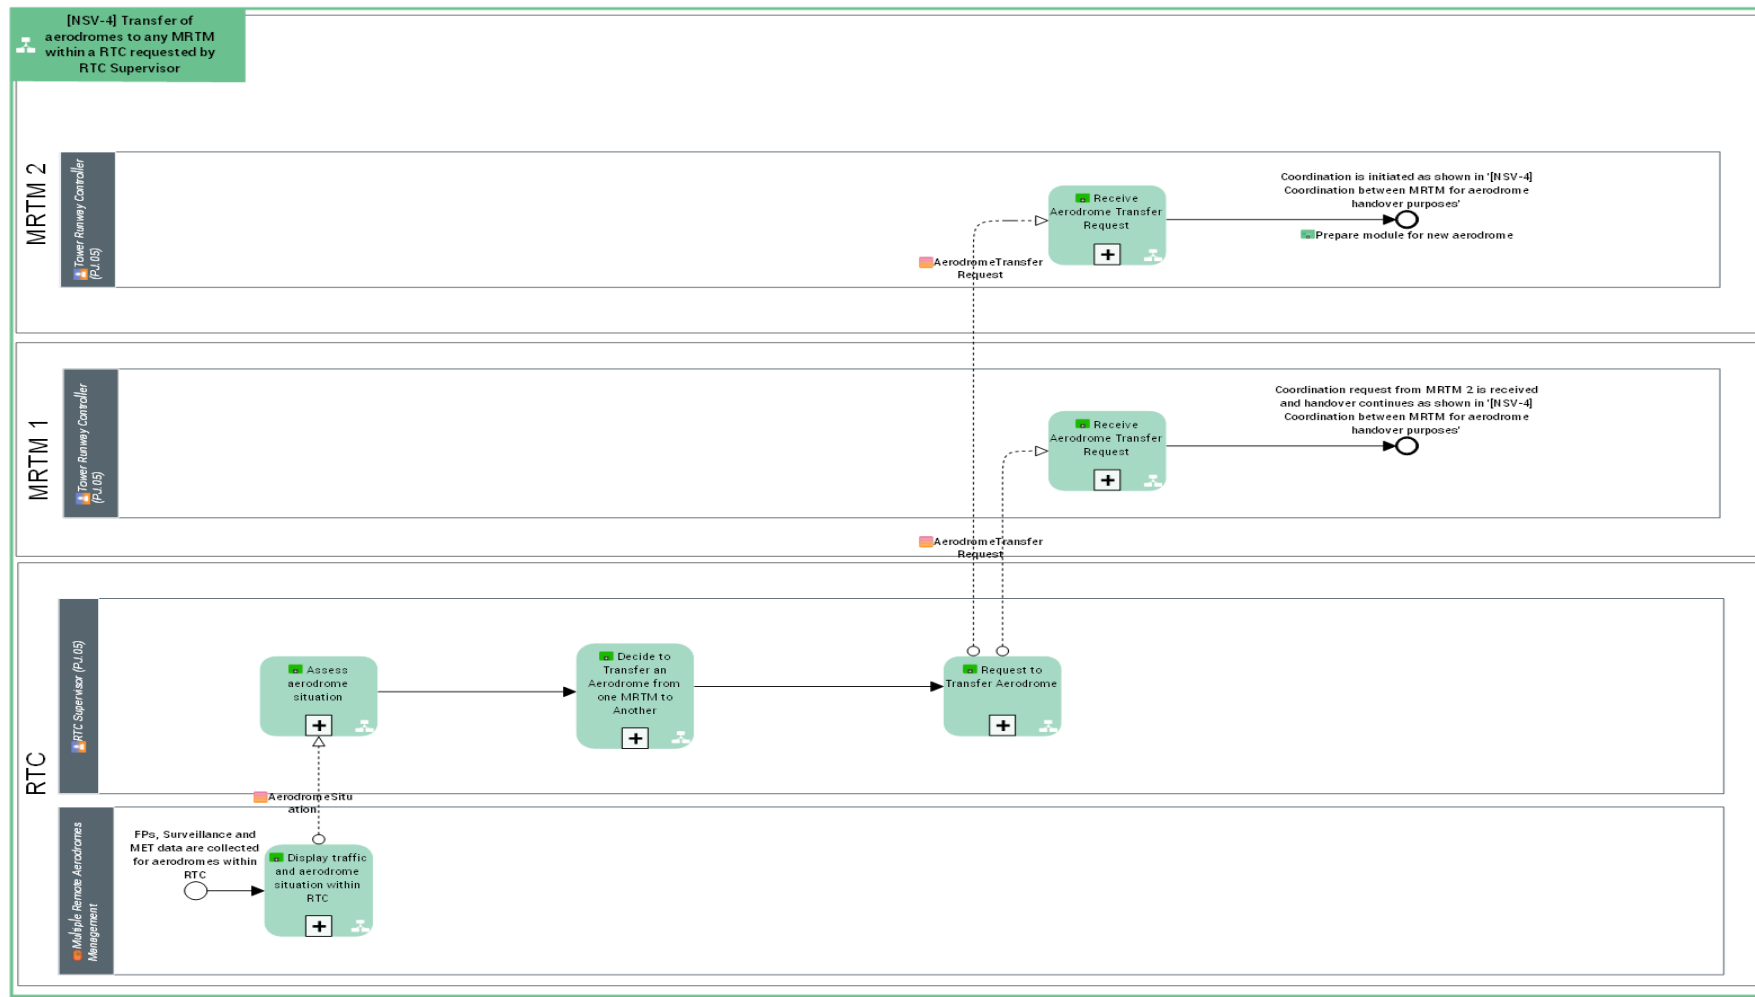 [NSV-4] Transfer of
aerodromes to any MRTM
within a RTC requested by
RTC Supervisor
MRTM 2
Tower Runway Controller
(PJ.05)
Receive
Aerodrome Transfer
Request
Coordination is initiated as shown in '[NSV-4]
Coordination between MRTM for aerodrome
handover purposes'
Prepare module for new aerodrome
AerodromeTransfer
Request
MRTM 1
Tower Runway Controller
(PJ.05)
Receive
Aerodrome Transfer
Request
Coordination request from MRTM 2 is received
and handover continues as shown in '[NSV-4]
Coordination between MRTM for aerodrome
handover purposes'
AerodromeTransfer
Request
RTC
RTC Supervisor (PJ.05)
Assess
aerodrome
situation
Decide to
Transfer an
Aerodrome from
one MRTM to
Another
Request to
Transfer Aerodrome
AerodromeSitu
ation
Multiple Remote Aerodromes
Management
FPs, Surveillance and
MET data are collected
for aerodromes within
RTC
Display traffic
and aerodrome
situation within
RTC